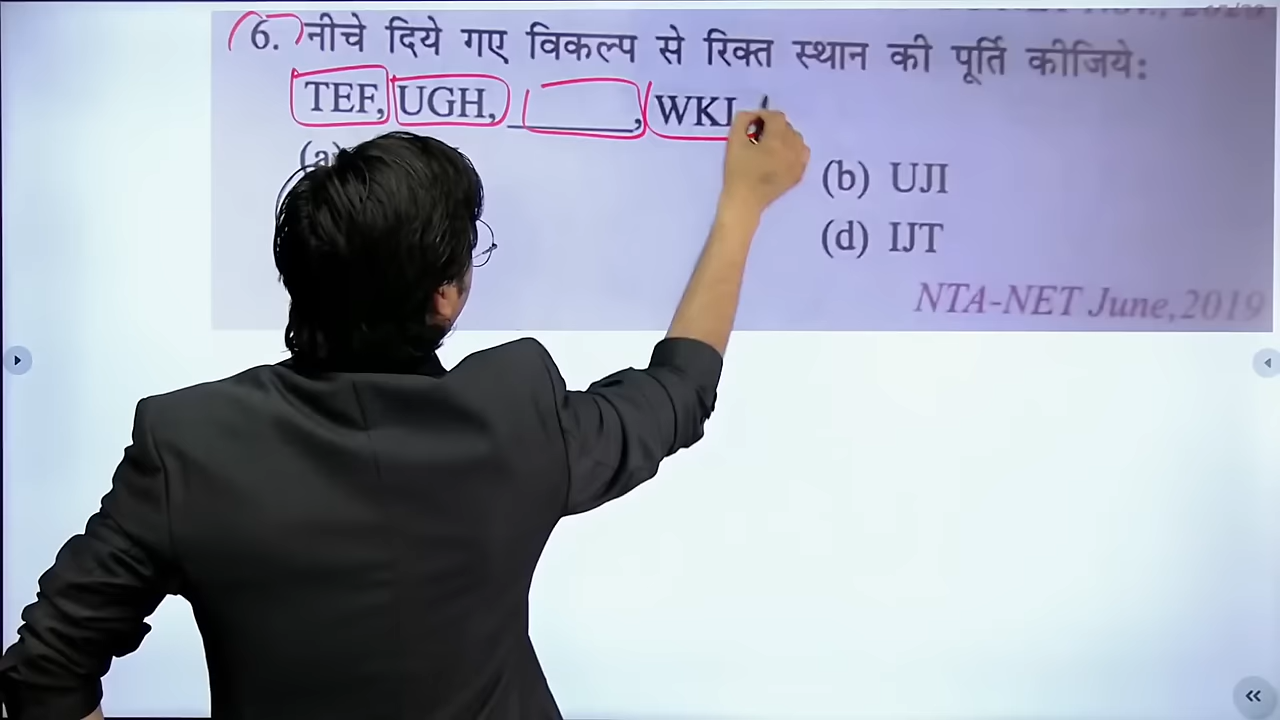 6. नीचे दिये गए विकल्प से रिक्त स्थान की पूर्ति कीजिये:
TEF, UGH, ______, WKL
(a)
(b) UJI
(d) IJT
NTA-NET June,2019